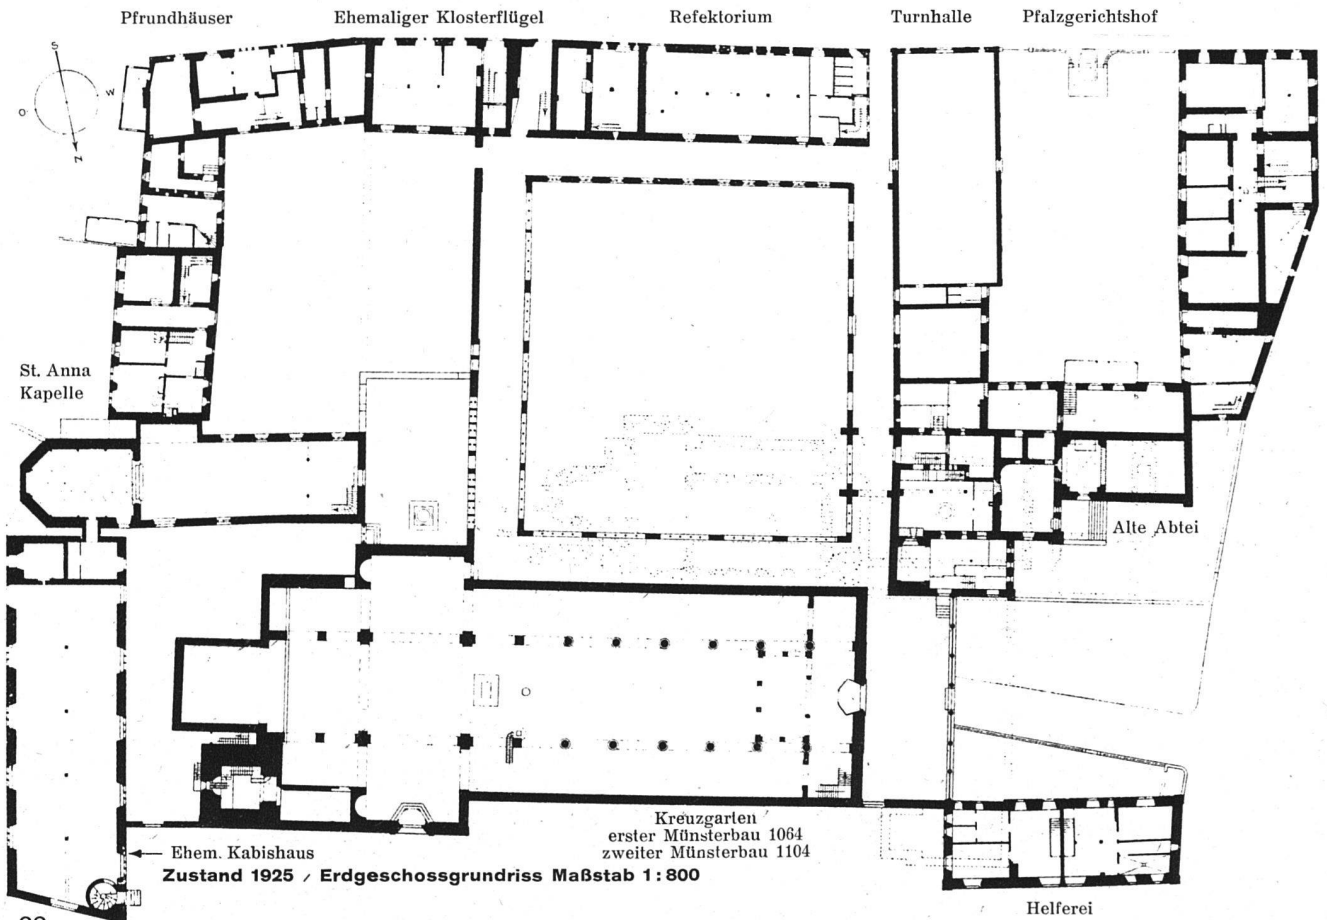 Pfrundhäuser
Ehemaliger Klosterflügel
Refektorium
Turnhalle
Pfalzgerichtshof
S
W
O
N
St. Anna
Kapelle
Alte Abtei
Kreuzgarten
erster Münsterbau 1064
zweiter Münsterbau 1104
← Ehem. Kabishaus
Zustand 1925 / Erdgeschossgrundriss Maßstab 1:800
Helferei